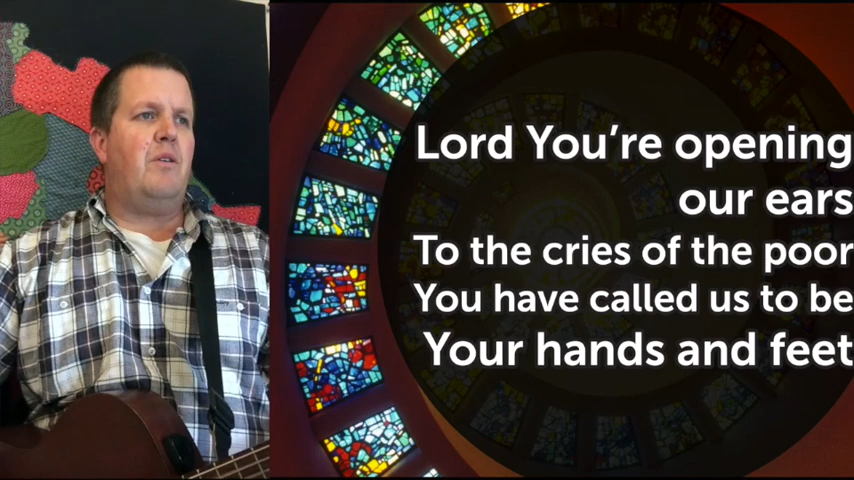 Lord You’re opening
our ears
To the cries of the poor
You have called us to be
Your hands and feet